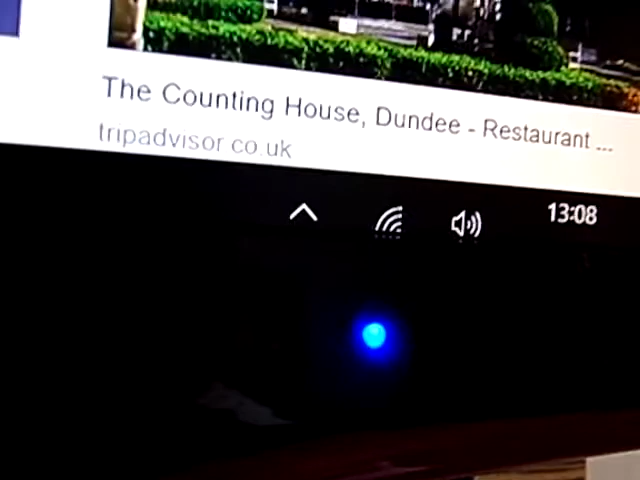 The Counting House, Dundee - Restaurant ...
tripadvisor.co.uk
13:08